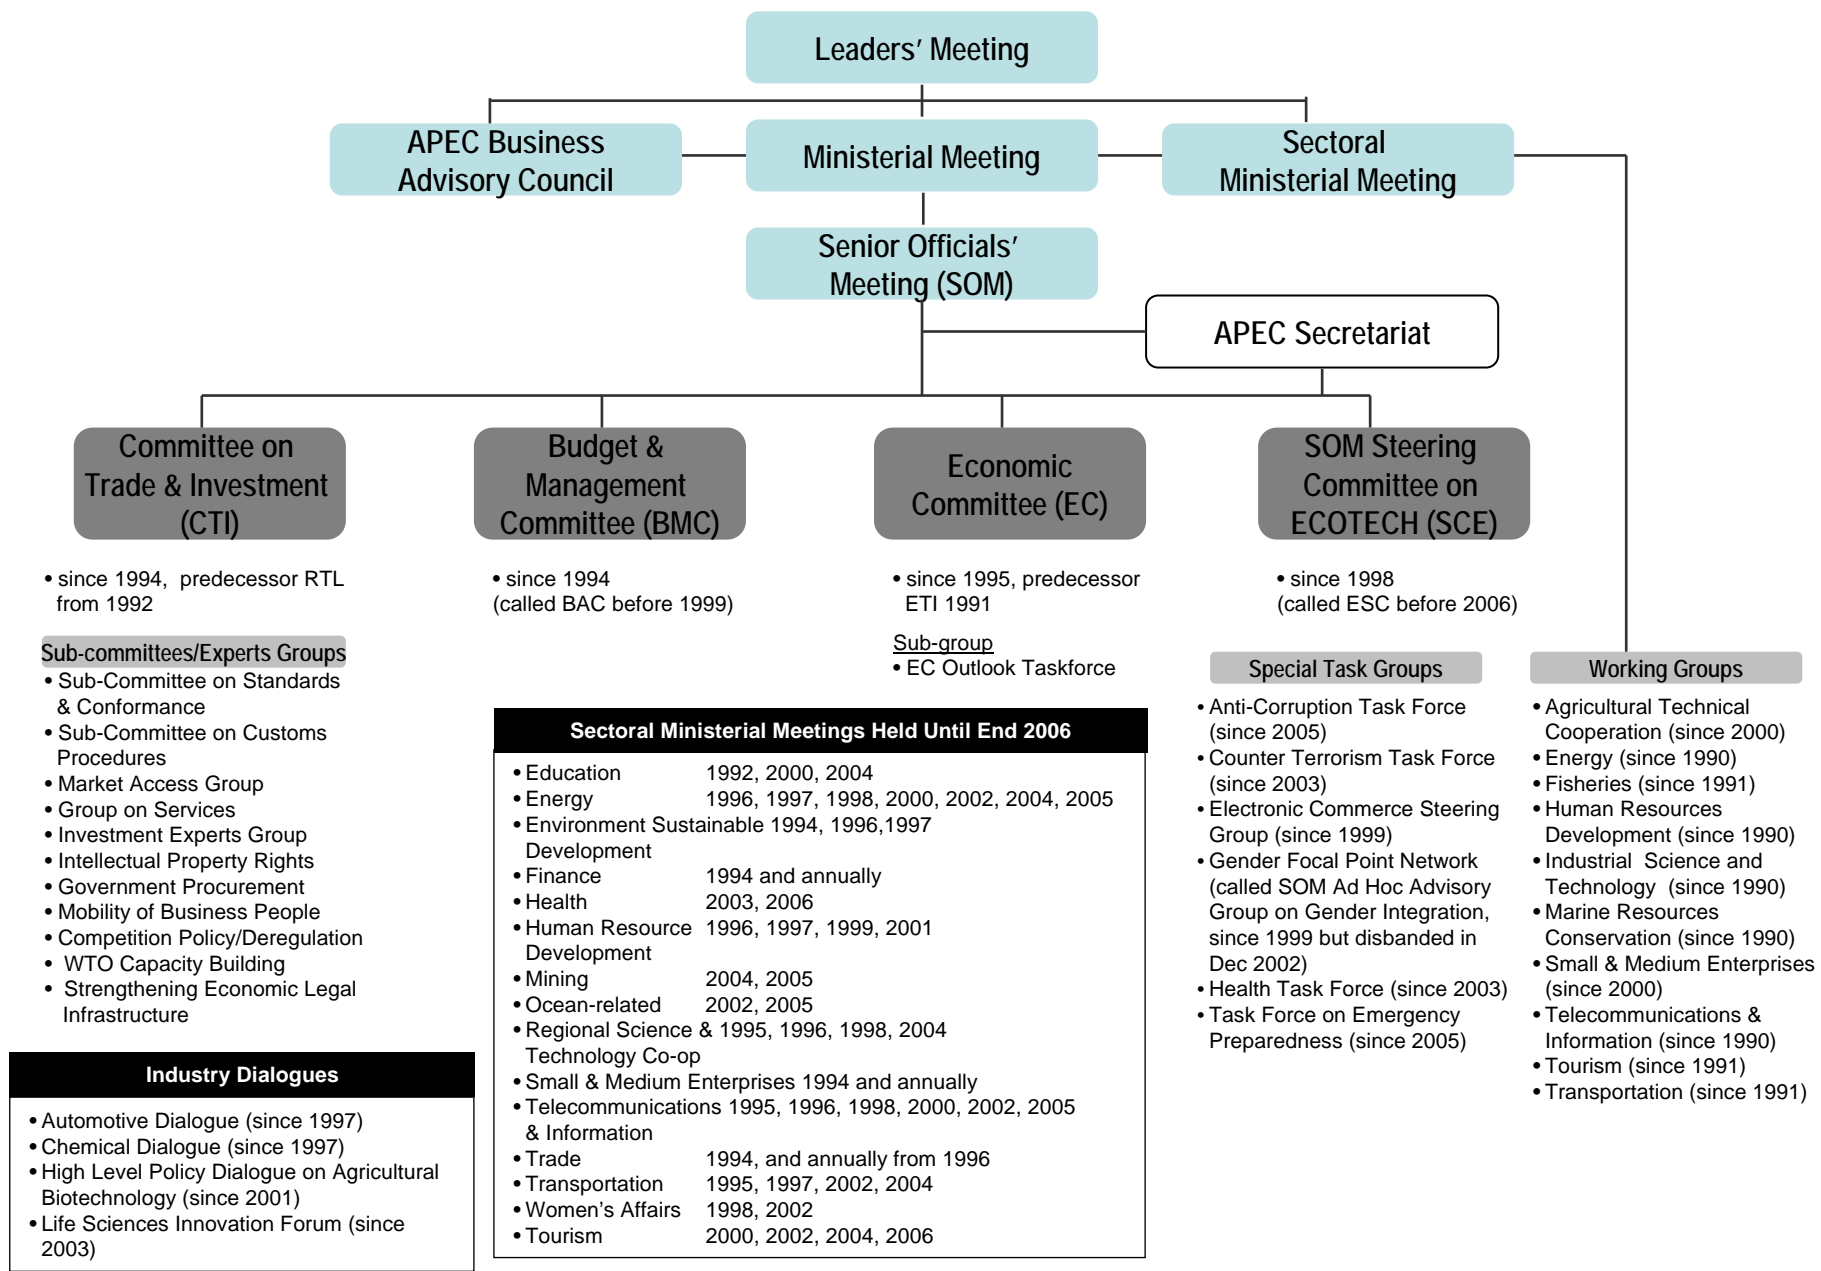 Leaders' Meeting
APEC Business
Advisory Council
Ministerial Meeting
Sectoral
Ministerial Meeting
Senior Officials'
Meeting (SOM)
APEC Secretariat
Committee on
Trade & Investment
(CTI)
Budget &
Management
Committee (BMC)
Economic
Committee (EC)
SOM Steering
Committee on
ECOTECH (SCE)
• since 1994, predecessor RTL
from 1992
• since 1994
(called BAC before 1999)
• since 1995, predecessor
ETI 1991
• since 1998
(called ESC before 2006)
Sub-group
• EC Outlook Taskforce
Sub-committees/Experts Groups
• Sub-Committee on Standards
& Conformance
• Sub-Committee on Customs
Procedures
• Market Access Group
• Group on Services
• Investment Experts Group
• Intellectual Property Rights
• Government Procurement
• Mobility of Business People
• Competition Policy/Deregulation
• WTO Capacity Building
• Strengthening Economic Legal
Infrastructure
Industry Dialogues
• Automotive Dialogue (since 1997)
• Chemical Dialogue (since 1997)
• High Level Policy Dialogue on Agricultural
Biotechnology (since 2001)
• Life Sciences Innovation Forum (since
2003)
Sectoral Ministerial Meetings Held Until End 2006
• Education 1992, 2000, 2004
• Energy 1996, 1997, 1998, 2000, 2002, 2004, 2005
• Environment Sustainable 1994, 1996,1997
Development
• Finance 1994 and annually
• Health 2003, 2006
• Human Resource 1996, 1997, 1999, 2001
Development
• Mining 2004, 2005
• Ocean-related 2002, 2005
• Regional Science & 1995, 1996, 1998, 2004
Technology Co-op
• Small & Medium Enterprises 1994 and annually
• Telecommunications 1995, 1996, 1998, 2000, 2002, 2005
& Information
• Trade 1994, and annually from 1996
• Transportation 1995, 1997, 2002, 2004
• Women's Affairs 1998, 2002
• Tourism 2000, 2002, 2004, 2006
Special Task Groups
• Anti-Corruption Task Force
(since 2005)
• Counter Terrorism Task Force
(since 2003)
• Electronic Commerce Steering
Group (since 1999)
• Gender Focal Point Network
(called SOM Ad Hoc Advisory
Group on Gender Integration,
since 1999 but disbanded in
Dec 2002)
• Health Task Force (since 2003)
• Task Force on Emergency
Preparedness (since 2005)
Working Groups
• Agricultural Technical
Cooperation (since 2000)
• Energy (since 1990)
• Fisheries (since 1991)
• Human Resources
Development (since 1990)
• Industrial Science and
Technology (since 1990)
• Marine Resources
Conservation (since 1990)
• Small & Medium Enterprises
(since 2000)
• Telecommunications &
Information (since 1990)
• Tourism (since 1991)
• Transportation (since 1991)